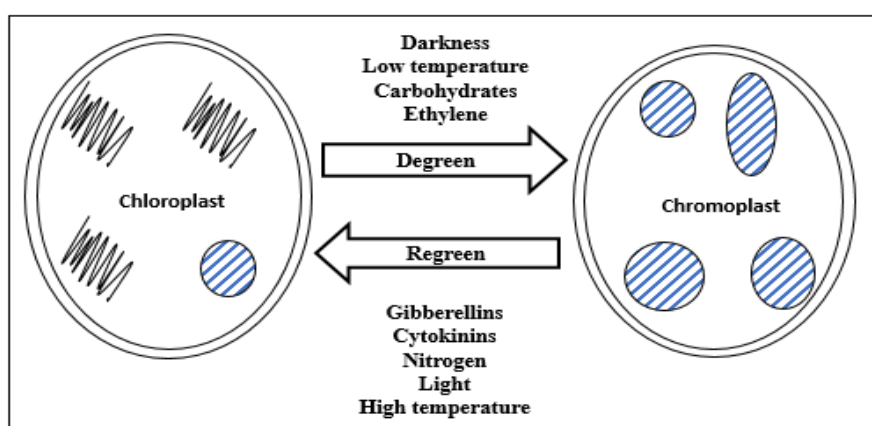 Darkness
Low temperature
Carbohydrates
Ethylene
Degreen
Chloroplast
Chromoplast
Regreen
Gibberellins
Cytokinins
Nitrogen
Light
High temperature